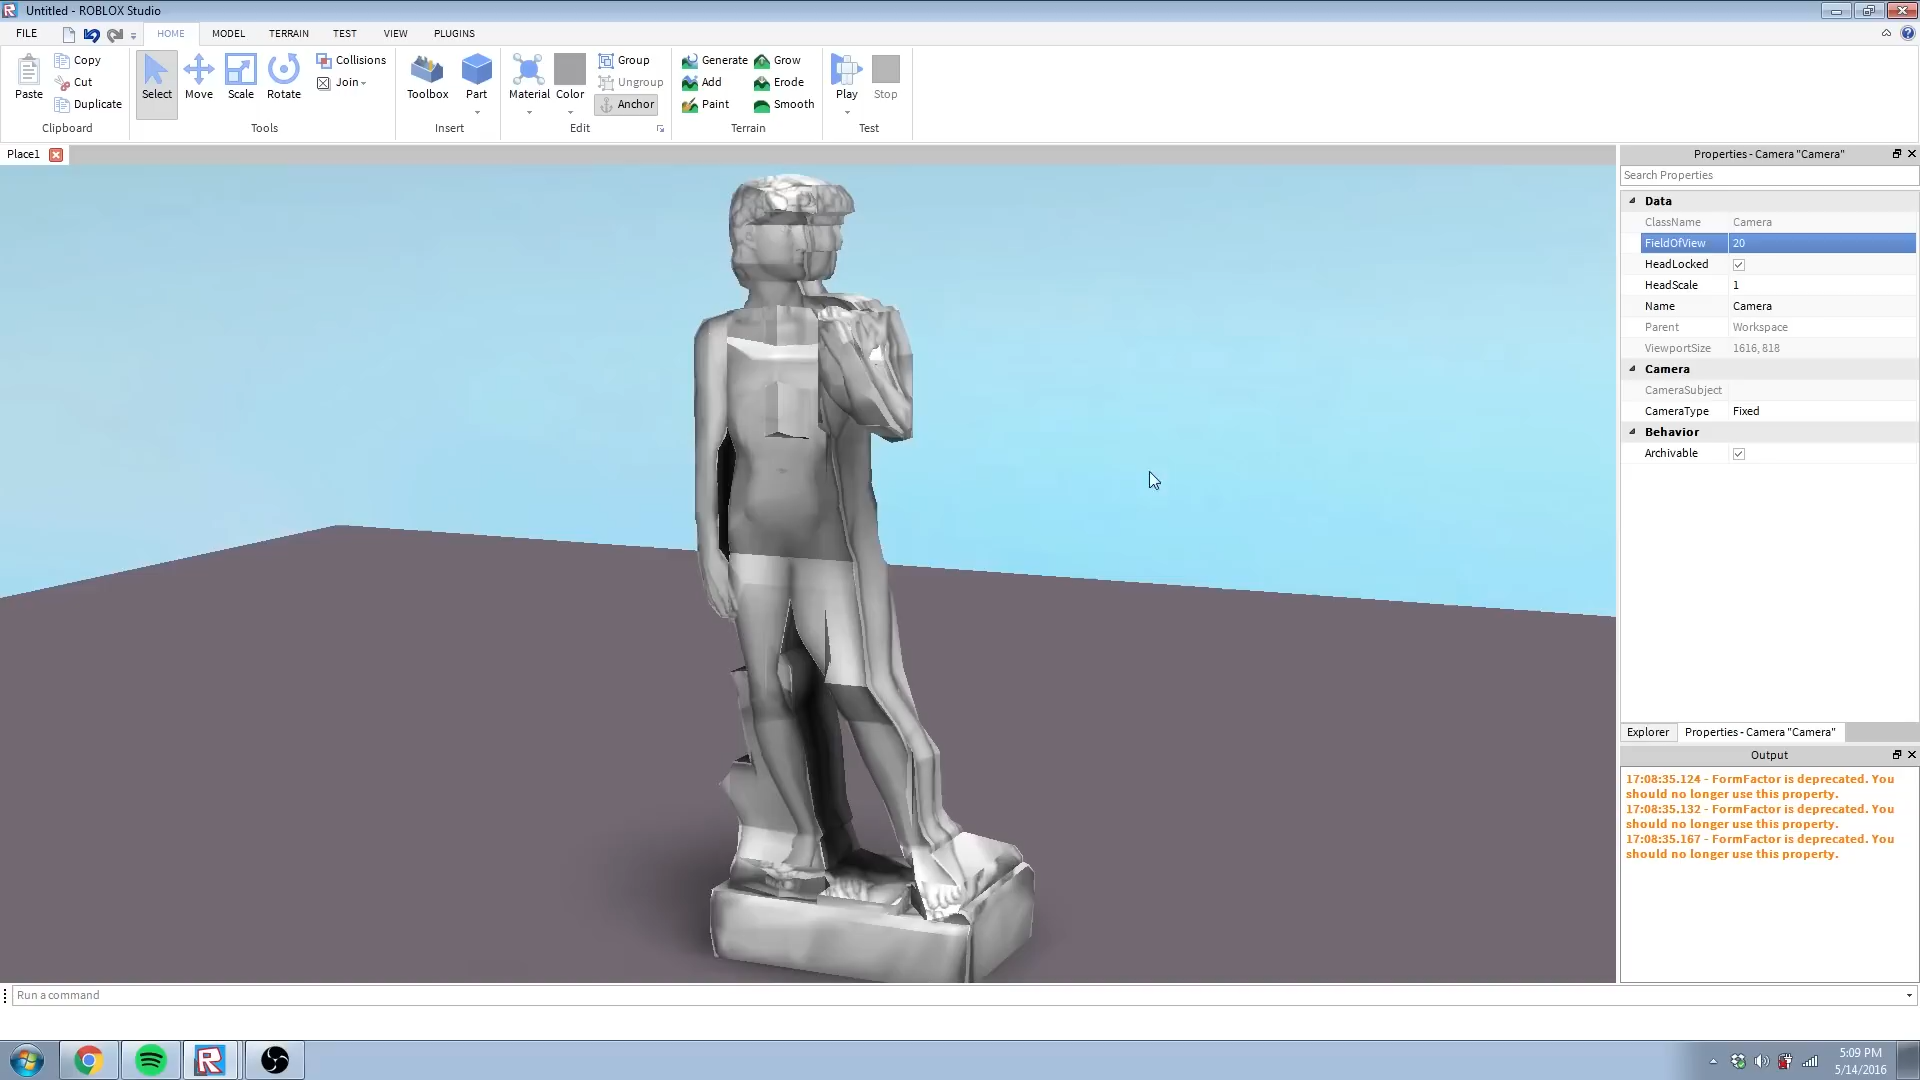 Untitled - ROBLOX Studio
FILE
HOME
MODEL
TERRAIN
TEST
VIEW
PLUGINS
Paste
Copy
Cut
Duplicate
Clipboard
Select
Move
Scale
Rotate
Collisions
Join
Tools
Toolbox
Part
Insert
Material
Color
Group
Ungroup
Anchor
Edit
Generate
Grow
Add
Erode
Paint
Smooth
Terrain
Play
Stop
Test
Place1
Properties - Camera "Camera"
Search Properties
Data
ClassName Camera
FieldOfView 20
HeadLocked
HeadScale 1
Name Camera
Parent Workspace
ViewportSize 1616, 818
Camera
CameraSubject
CameraType Fixed
Behavior
Archivable
Explorer
Properties - Camera "Camera"
Output
17:08:35.124 - FormFactor is deprecated. You
should no longer use this property.
17:08:35.132 - FormFactor is deprecated. You
should no longer use this property.
17:08:35.167 - FormFactor is deprecated. You
should no longer use this property.
Run a command
5:09 PM
5/14/2016